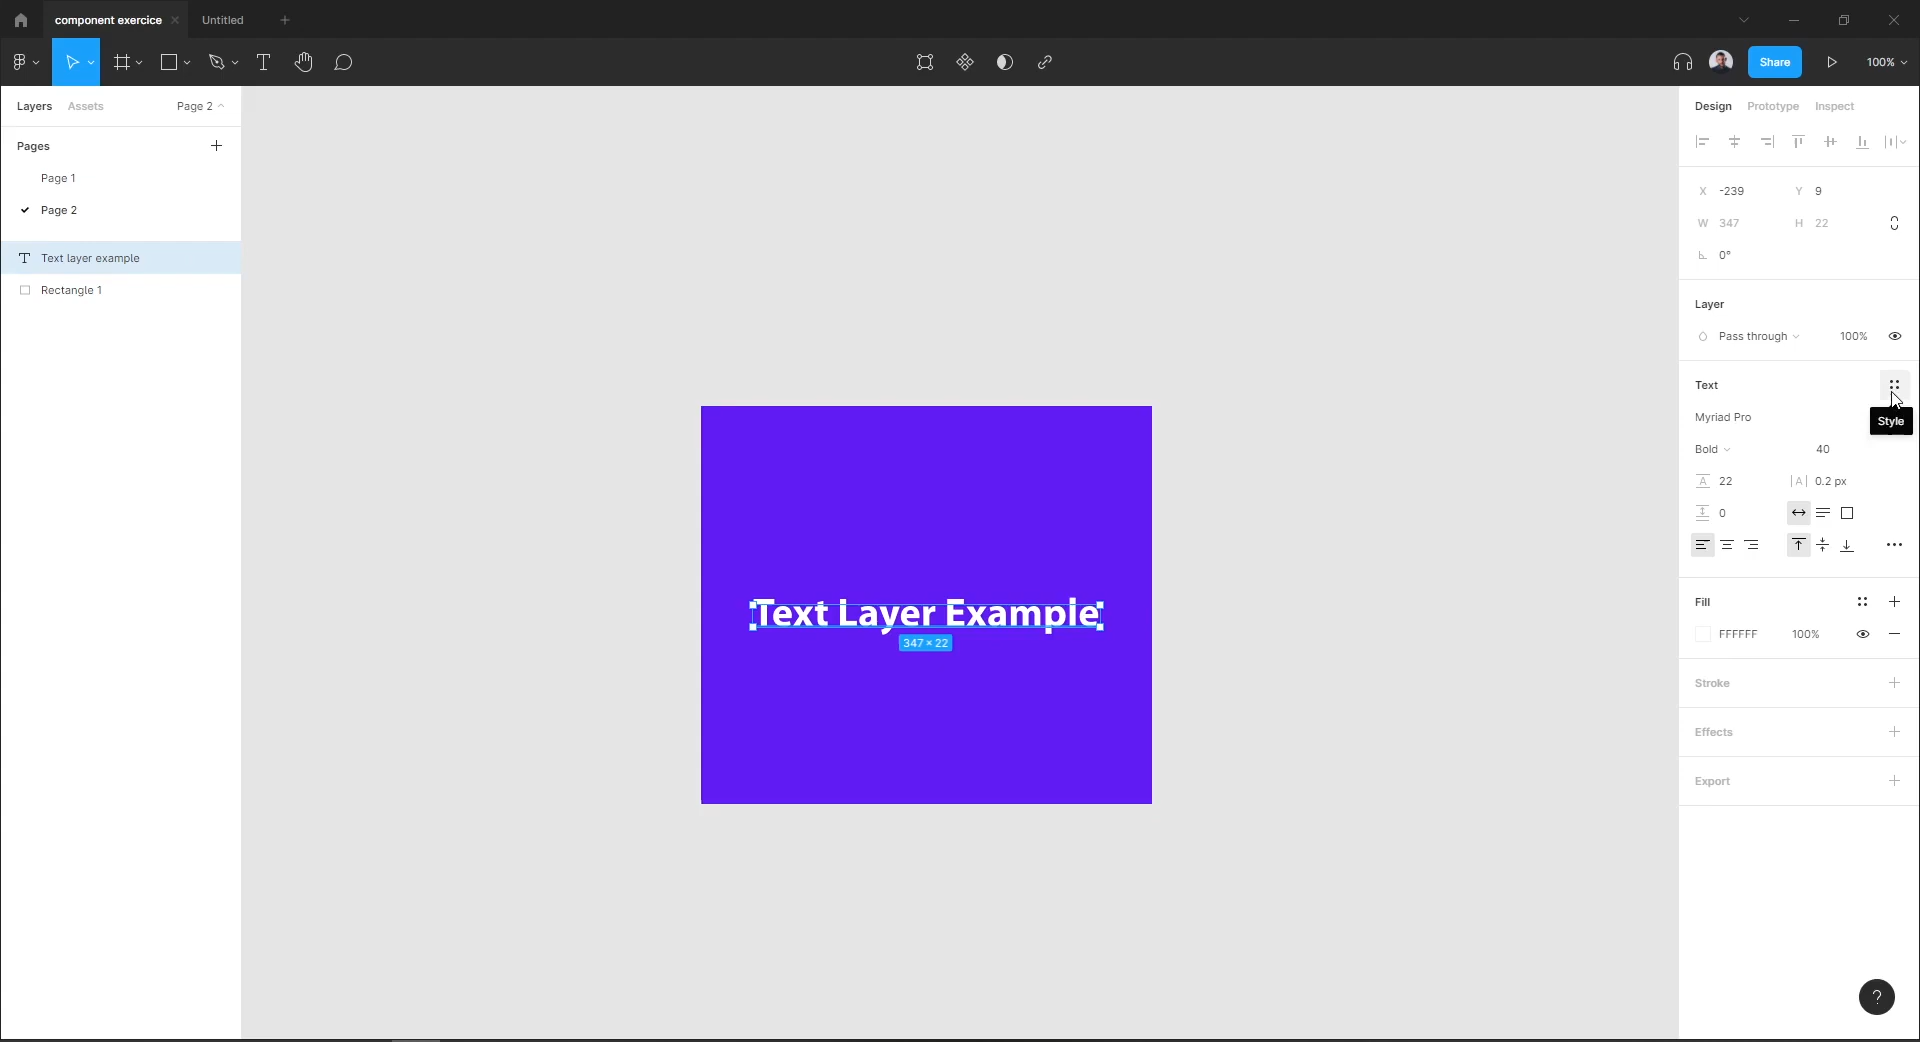 component exercice
Untitled
Share
100%
Layers Assets Page 2
Pages
Page 1
Page 2
Text layer example
Rectangle 1
Text Layer Example
347 × 22
Design Prototype Inspect
X -239 Y 9
W 347 H 22
0°
Layer
Pass through 100%
Text
Myriad Pro
Style
Bold 40
A 22 |A| 0.2 px
0
Fill
FFFFFF 100%
Stroke
Effects
Export
?